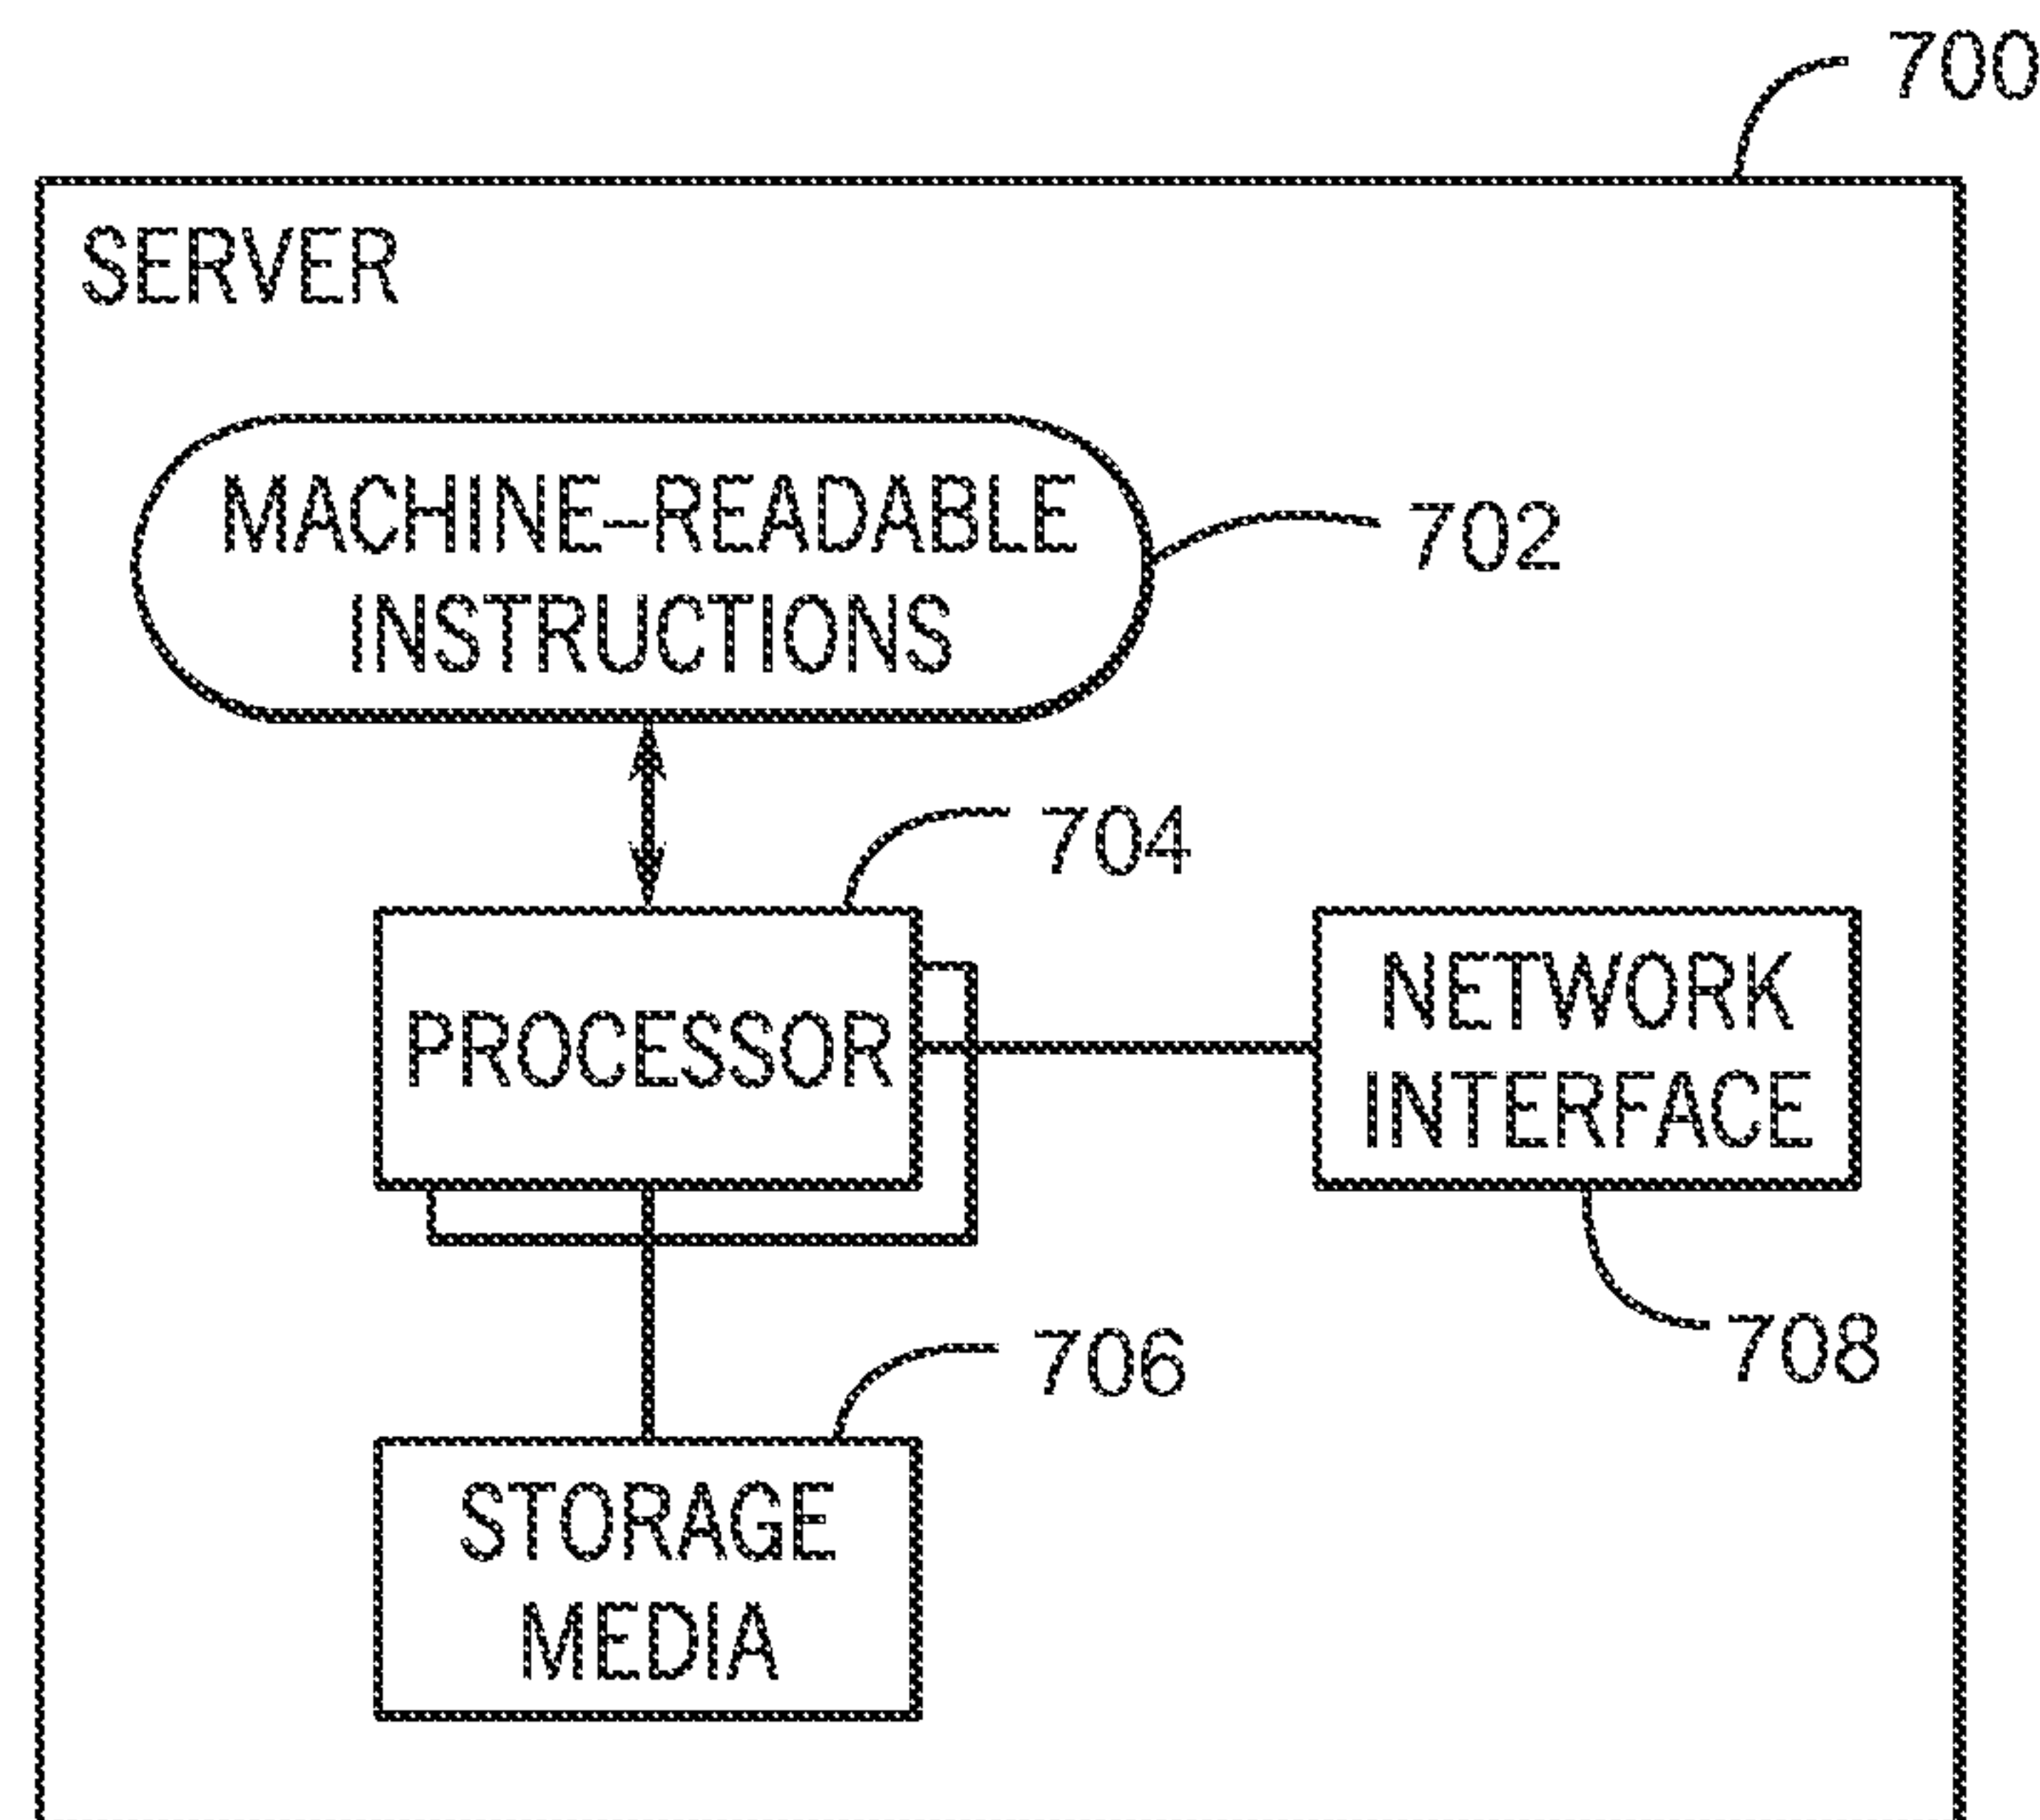 700
SERVER
MACHINE-READABLE
INSTRUCTIONS
702
704
PROCESSOR
NETWORK
INTERFACE
706
708
STORAGE
MEDIA